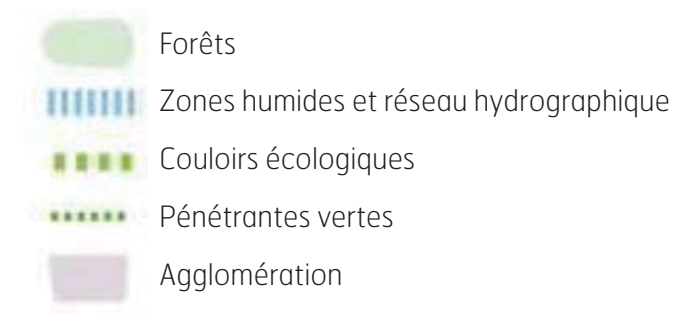 Forêts
Zones humides et réseau hydrographique
Couloirs écologiques
Pénétrantes vertes
Agglomération